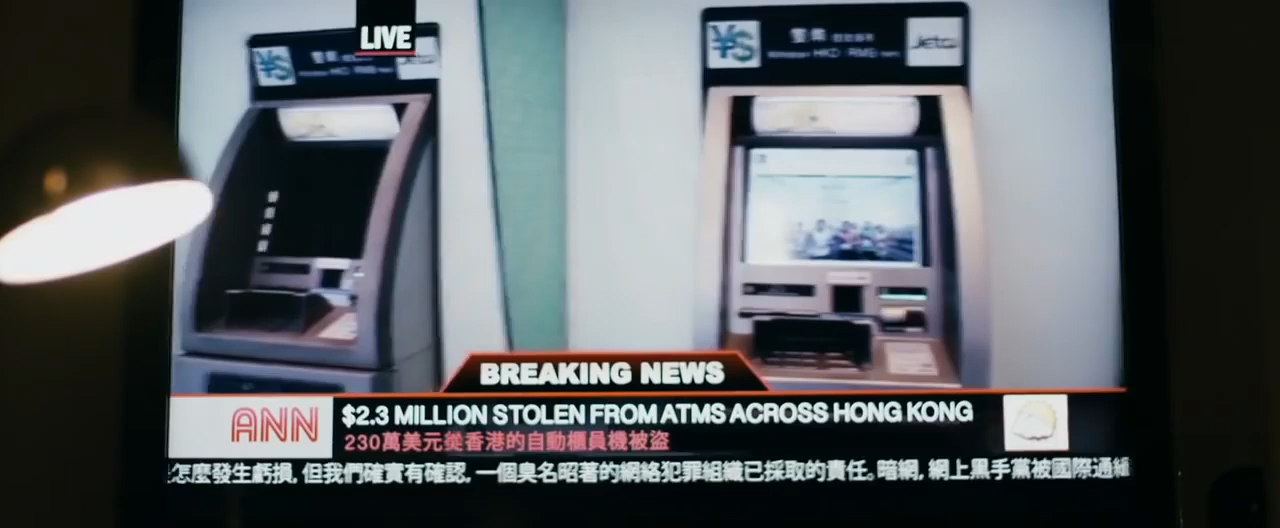 LIVE
¥$
¥$
HKD RMB
Jetco
BREAKING NEWS
ANN
$2.3 MILLION STOLEN FROM ATMS ACROSS HONG KONG
230萬美元從香港的自動櫃員機被盜
怎麼發生虧損, 但我們確實有確認, 一個臭名昭著的網絡犯罪組織已採取的責任。暗網, 網上黑手黨被國際通緝